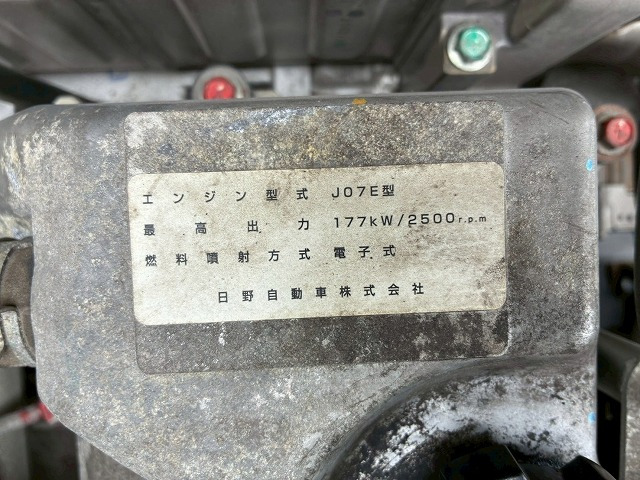 エンジン型式 J07E型
最高出力 177kW/2500r.p.m
燃料噴射方式 電子式
日野自動車株式会社